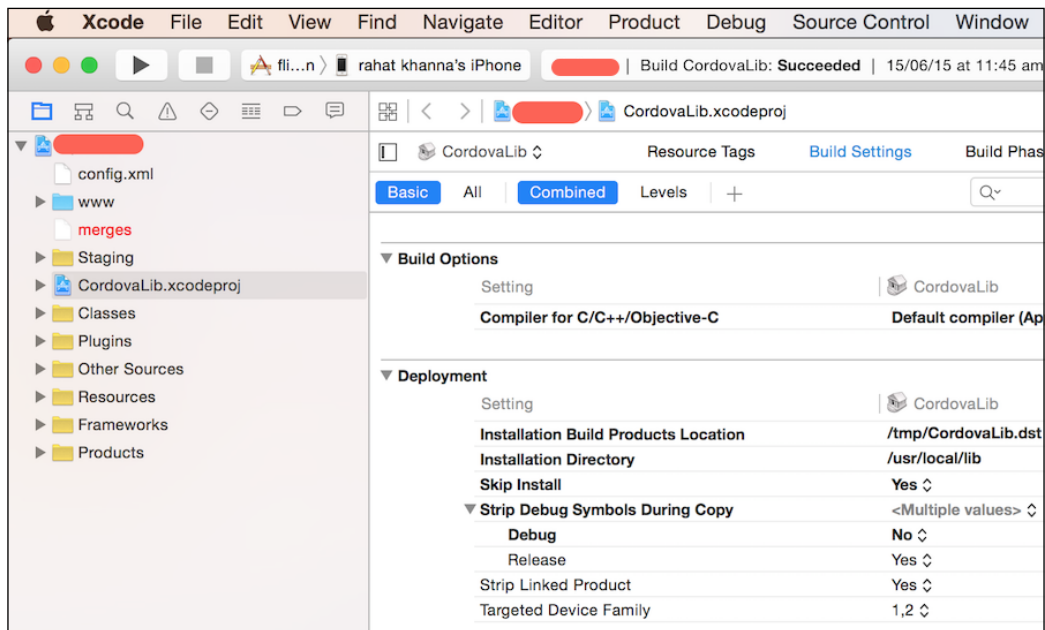 Xcode File Edit View Find Navigate Editor Product Debug Source Control Window
fli...n 〉 rahat khanna's iPhone | Build CordovaLib: Succeeded | 15/06/15 at 11:45 am
CordovaLib.xcodeproj
CordovaLib Resource Tags Build Settings Build Phas
config.xml
www
merges
Staging
CordovaLib.xcodeproj
Classes
Plugins
Other Sources
Resources
Frameworks
Products
Basic All Combined Levels +
Build Options
Setting CordovaLib
Compiler for C/C++/Objective-C Default compiler (Ap
Deployment
Setting CordovaLib
Installation Build Products Location /tmp/CordovaLib.dst
Installation Directory /usr/local/lib
Skip Install Yes
Strip Debug Symbols During Copy <Multiple values>
Debug No
Release Yes
Strip Linked Product Yes
Targeted Device Family 1,2